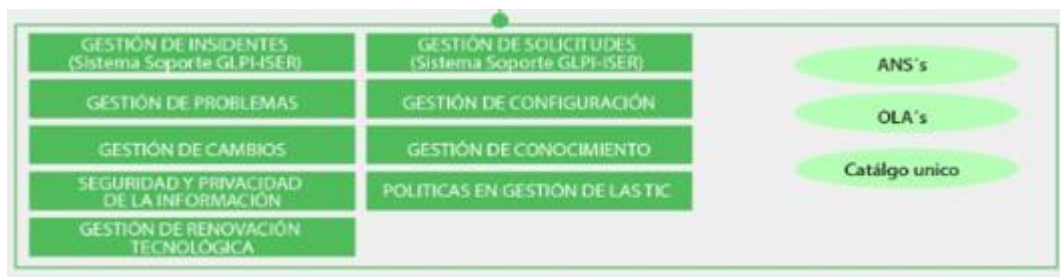 GESTIÓN DE INSIDENTES
(Sistema Soporte GLPI-ISER)
GESTIÓN DE SOLICITUDES
(Sistema Soporte GLPI-ISER)
GESTIÓN DE PROBLEMAS
GESTIÓN DE CONFIGURACIÓN
GESTIÓN DE CAMBIOS
GESTIÓN DE CONOCIMIENTO
SEGURIDAD Y PRIVACIDAD
DE LA INFORMACIÓN
POLITICAS EN GESTIÓN DE LAS TIC
GESTIÓN DE RENOVACIÓN
TECNOLÓGICA
ANS´s
OLA´s
Catálgo unico